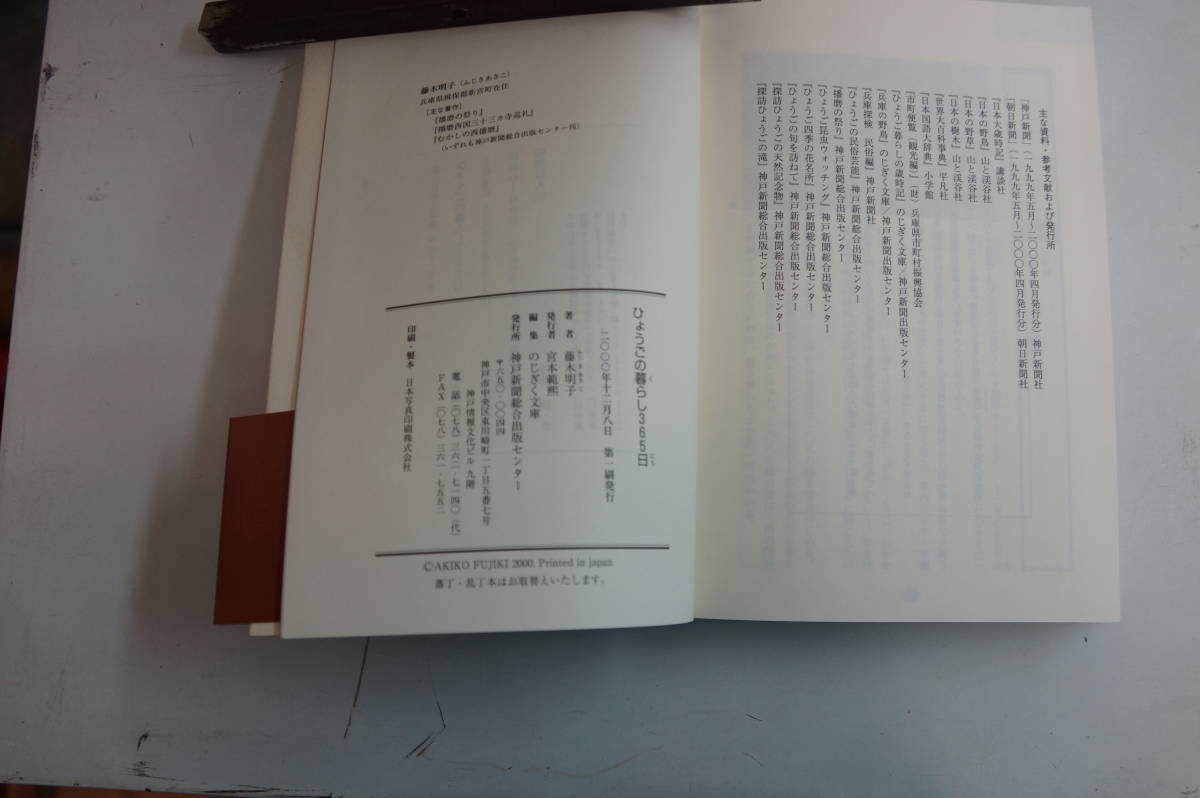 主な資料・参考文献および発行所
『神戸新聞』(一九九九年五月～二〇〇〇年四月発行分) 神戸新聞社
『朝日新聞』(一九九九年五月～二〇〇〇年四月発行分) 朝日新聞社
『日本大歳時記』講談社
『日本の野鳥』山と渓谷社
『日本の野草』山と渓谷社
『日本の樹木』山と渓谷社
『世界大百科事典』平凡社
『日本国語大辞典』小学館
『市町便覧(観光編)』(財)兵庫県市町村振興協会
『ひょうご暮らしの歳時記』のじぎく文庫/神戸新聞出版センター
『兵庫の野鳥』のじぎく文庫/神戸新聞出版センター
『兵庫探検 民俗編』神戸新聞社
『ひょうごの民俗芸能』神戸新聞総合出版センター
『播磨の祭り』神戸新聞総合出版センター
『ひょうご昆虫ウォッチング』神戸新聞総合出版センター
『ひょうご四季の花名所』神戸新聞総合出版センター
『ひょうごの句を訪ねて』神戸新聞総合出版センター
『探訪ひょうごの天然記念物』神戸新聞総合出版センター
『探訪ひょうごの滝』神戸新聞総合出版センター
藤木明子(ふじきあきこ)
兵庫県揖保郡新宮町在住
[主な著作]
『播磨の祭り』
『播磨西国三十三カ寺巡礼』
『むかしの西播磨』
(いずれも神戸新聞総合出版センター刊)
ひょうごの暮らし365日
二〇〇〇年十二月八日 第一刷発行
著者 藤木明子
発行者 宮本範熙
編集 のじぎく文庫
発行所 神戸新聞総合出版センター
〒六五〇-〇〇四四
神戸市中央区東川崎町一丁目五番七号
神戸情報文化ビル 九階
電話(〇七八)三六二・七一四〇(代)
FAX(〇七八)三六一・七五五二
印刷・製本 日本写真印刷株式会社
©AKIKO FUJIKI 2000. Printed in japan
落丁・乱丁本はお取替えいたします。